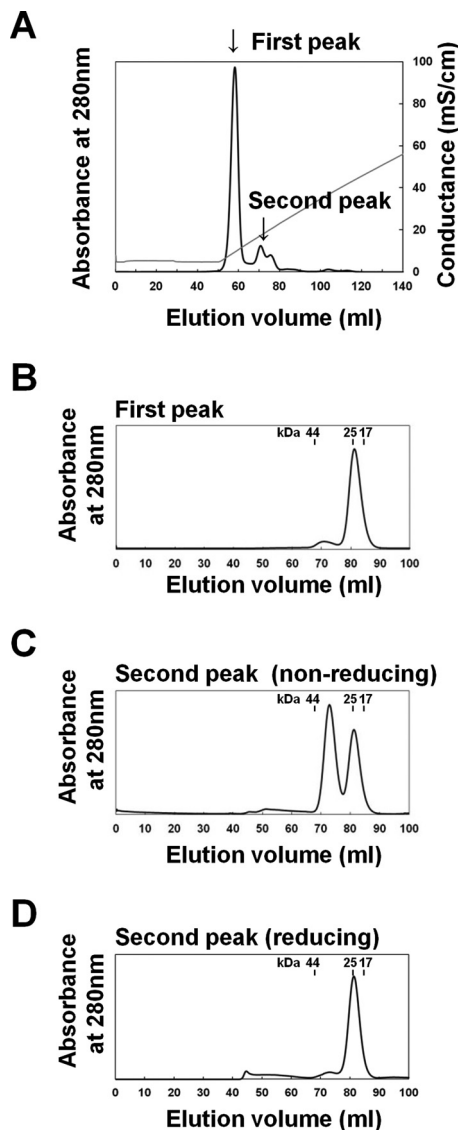 A
First peak
Second peak
Absorbance at 280nm
Conductance (mS/cm)
100
80
60
40
20
0
0 20 40 60 80 100 120 140
Elution volume (ml)
B
First peak
kDa 44 25 17
Absorbance
at 280nm
0 10 20 30 40 50 60 70 80 90 100
Elution volume (ml)
C
Second peak (non-reducing)
kDa 44 25 17
Absorbance
at 280nm
0 10 20 30 40 50 60 70 80 90 100
Elution volume (ml)
D
Second peak (reducing)
kDa 44 25 17
Absorbance
at 280nm
0 10 20 30 40 50 60 70 80 90 100
Elution volume (ml)